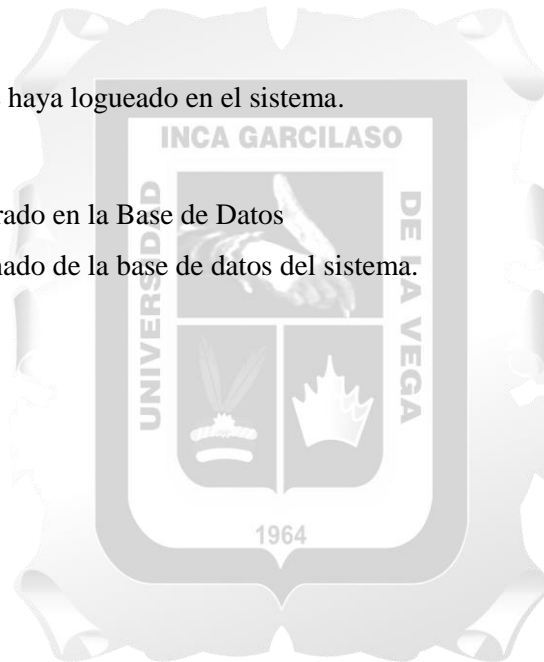 haya logueado en el sistema.
INCA GARCILASO
UNIVERSIDAD
DE LA VEGA
rado en la Base de Datos
nado de la base de datos del sistema.
1964